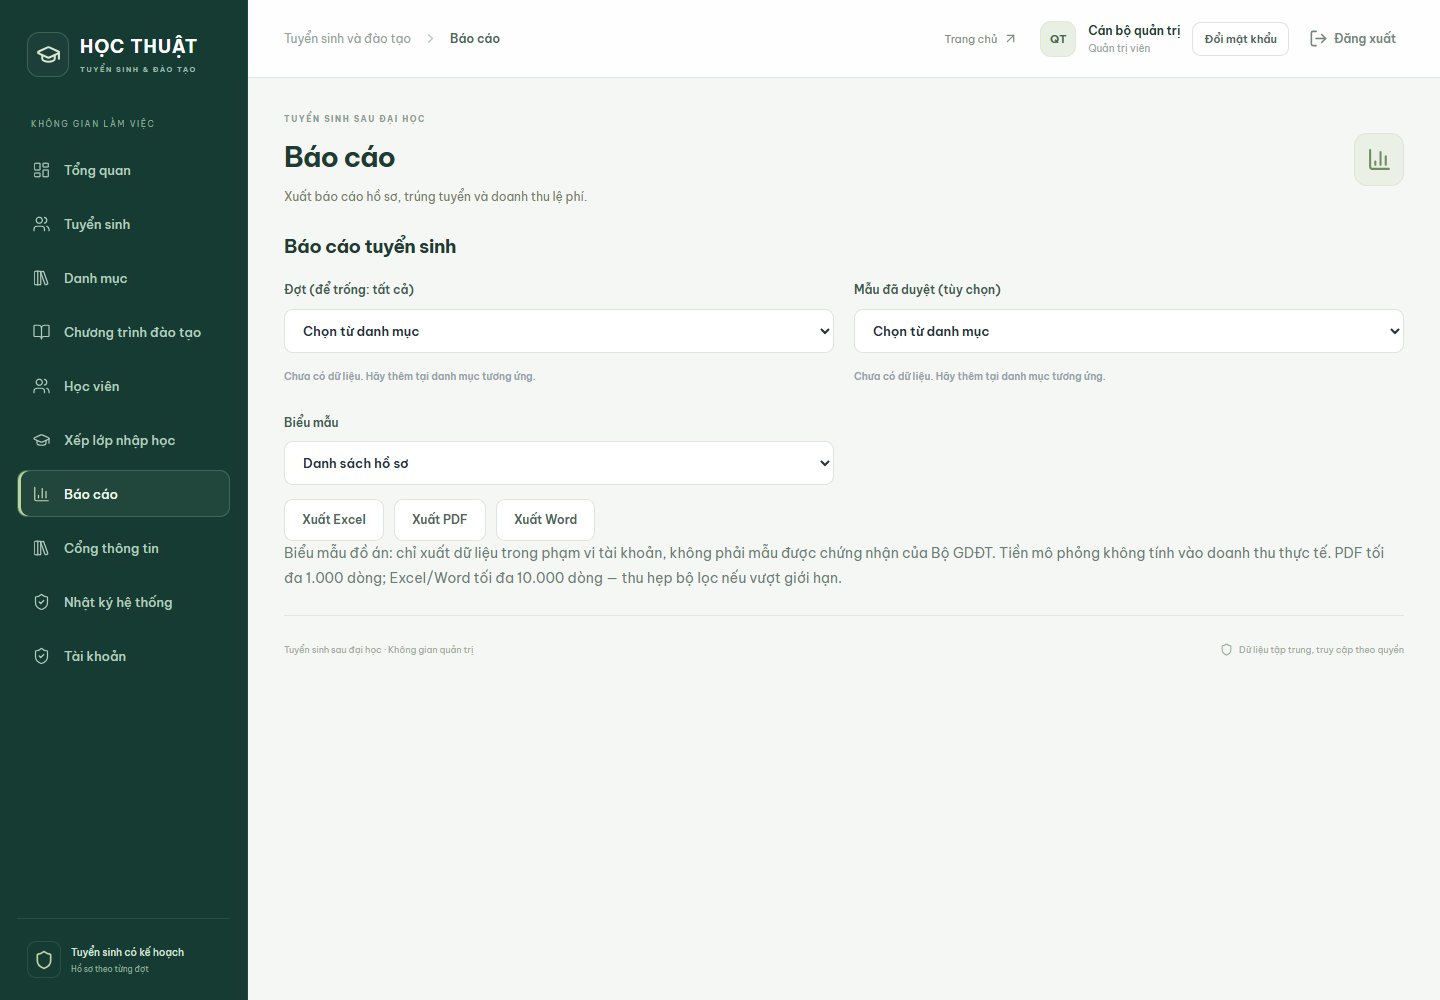 HỌC THUẬT
TUYỂN SINH & ĐÀO TẠO
KHÔNG GIAN LÀM VIỆC
Tổng quan
Tuyển sinh
Danh mục
Chương trình đào tạo
Học viên
Xếp lớp nhập học
Báo cáo
Cổng thông tin
Nhật ký hệ thống
Tài khoản
Tuyển sinh có kế hoạch
Hồ sơ theo từng đợt
Tuyển sinh và đào tạo
Báo cáo
Trang chủ
QT
Cán bộ quản trị
Quản trị viên
Đổi mật khẩu
Đăng xuất
TUYỂN SINH SAU ĐẠI HỌC
Báo cáo
Xuất báo cáo hồ sơ, trúng tuyển và doanh thu lệ phí.
Báo cáo tuyển sinh
Đợt (để trống: tất cả)
Chọn từ danh mục
Chưa có dữ liệu. Hãy thêm tại danh mục tương ứng.
Mẫu đã duyệt (tùy chọn)
Chọn từ danh mục
Chưa có dữ liệu. Hãy thêm tại danh mục tương ứng.
Biểu mẫu
Danh sách hồ sơ
Xuất Excel
Xuất PDF
Xuất Word
Biểu mẫu đồ án: chỉ xuất dữ liệu trong phạm vi tài khoản, không phải mẫu được chứng nhận của Bộ GDĐT. Tiền mô phỏng không tính vào doanh thu thực tế. PDF tối
đa 1.000 dòng; Excel/Word tối đa 10.000 dòng — thu hẹp bộ lọc nếu vượt giới hạn.
Tuyển sinh sau đại học · Không gian quản trị
Dữ liệu tập trung, truy cập theo quyền